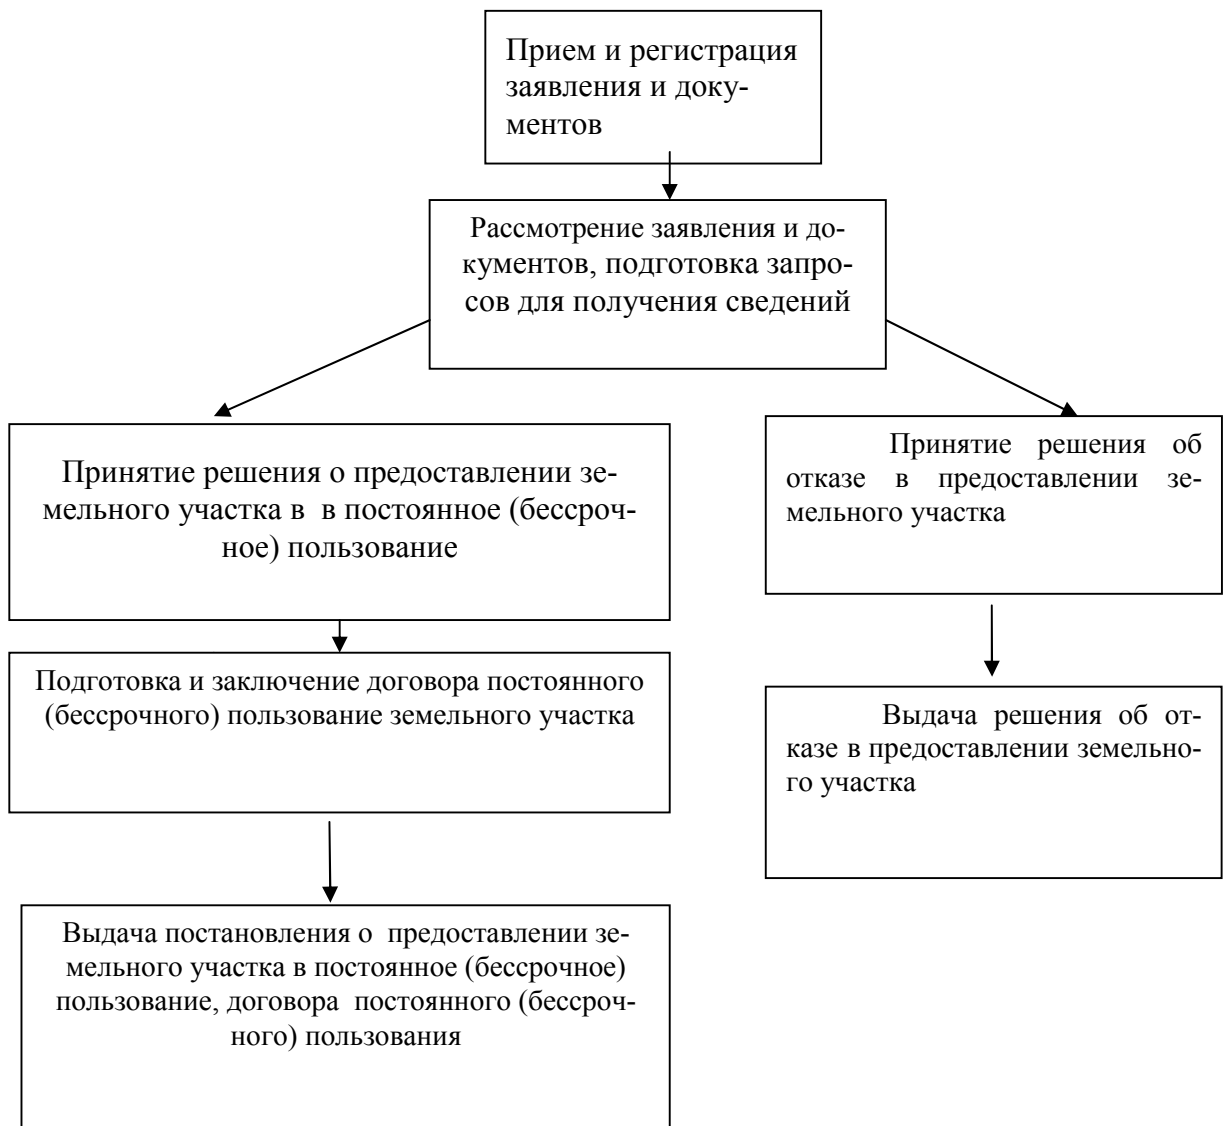 Прием и регистрация
заявления и доку-
ментов
Рассмотрение заявления и до-
кументов, подготовка запро-
сов для получения сведений
Принятие решения о предоставлении зе-
мельного участка в в постоянное (бессроч-
ное) пользование
Принятие решения об
отказе в предоставлении зе-
мельного участка
Подготовка и заключение договора постоянного
(бессрочного) пользование земельного участка
Выдача решения об от-
казе в предоставлении земельно-
го участка
Выдача постановления о предоставлении зе-
мельного участка в постоянное (бессрочное)
пользование, договора постоянного (бессроч-
ного) пользования